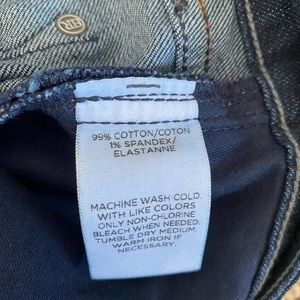 99% COTTON/COTON
1% SPANDEX/
ELASTANNE
MACHINE WASH COLD
WITH LIKE COLORS
ONLY NON-CHLORINE
BLEACH WHEN NEEDED.
TUMBLE DRY MEDIUM.
WARM IRON IF
NECESSARY.